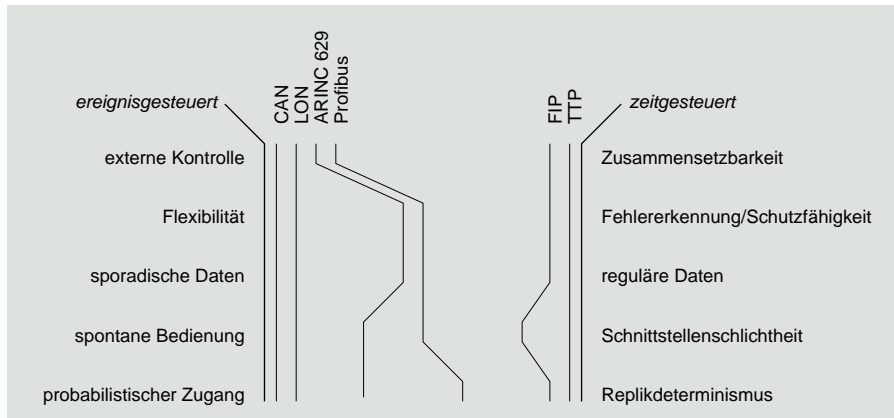 ereignisgesteuert
CAN
LON
ARINC 629
Profibus
FIP
TTP
zeitgesteuert
externe Kontrolle
Zusammensetzbarkeit
Flexibilität
Fehlererkennung/Schutzfähigkeit
sporadische Daten
reguläre Daten
spontane Bedienung
Schnittstellenschlichtheit
probabilistischer Zugang
Replikdeterminismus